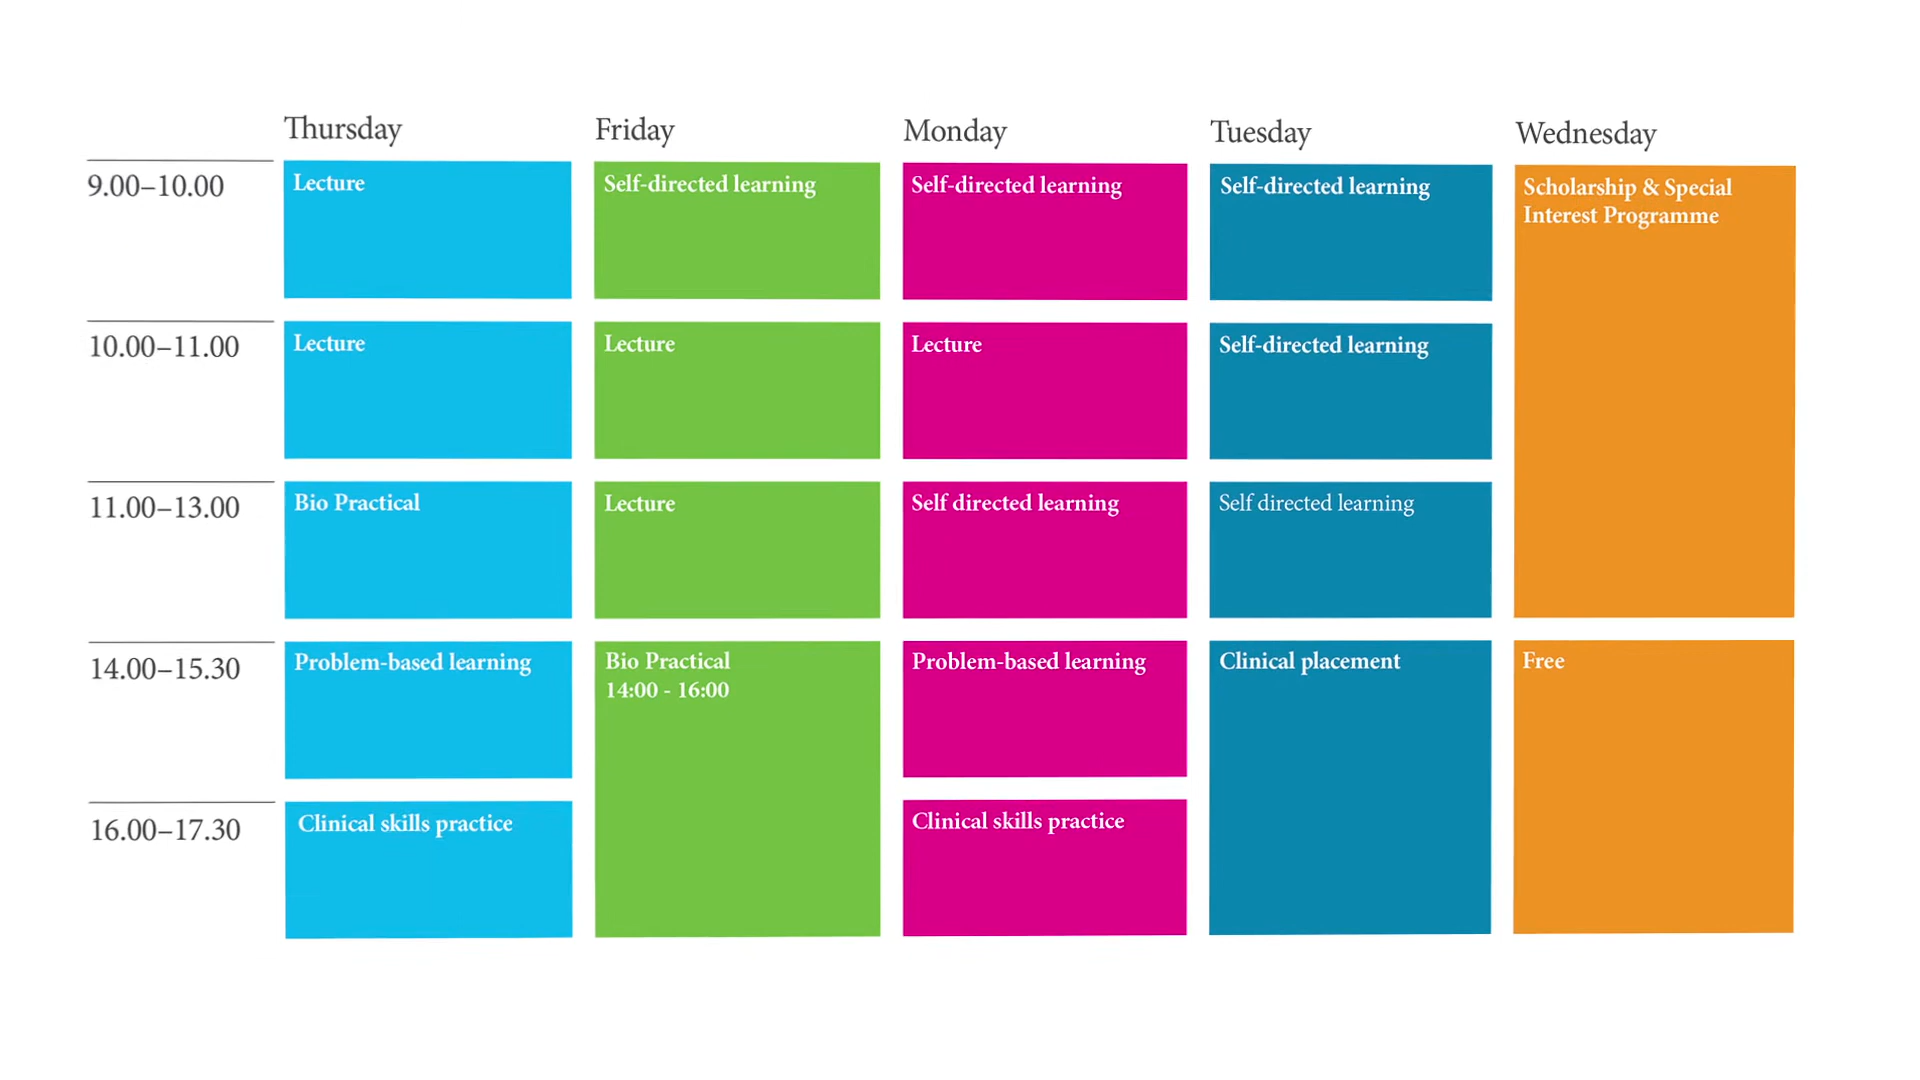 Thursday
Friday
Monday
Tuesday
Wednesday
9.00–10.00
Lecture
Self-directed learning
Self-directed learning
Self-directed learning
Scholarship & Special
Interest Programme
10.00–11.00
Lecture
Lecture
Lecture
Self-directed learning
11.00–13.00
Bio Practical
Lecture
Self directed learning
Self directed learning
14.00–15.30
Problem-based learning
Bio Practical
14:00 - 16:00
Problem-based learning
Clinical placement
Free
16.00–17.30
Clinical skills practice
Clinical skills practice